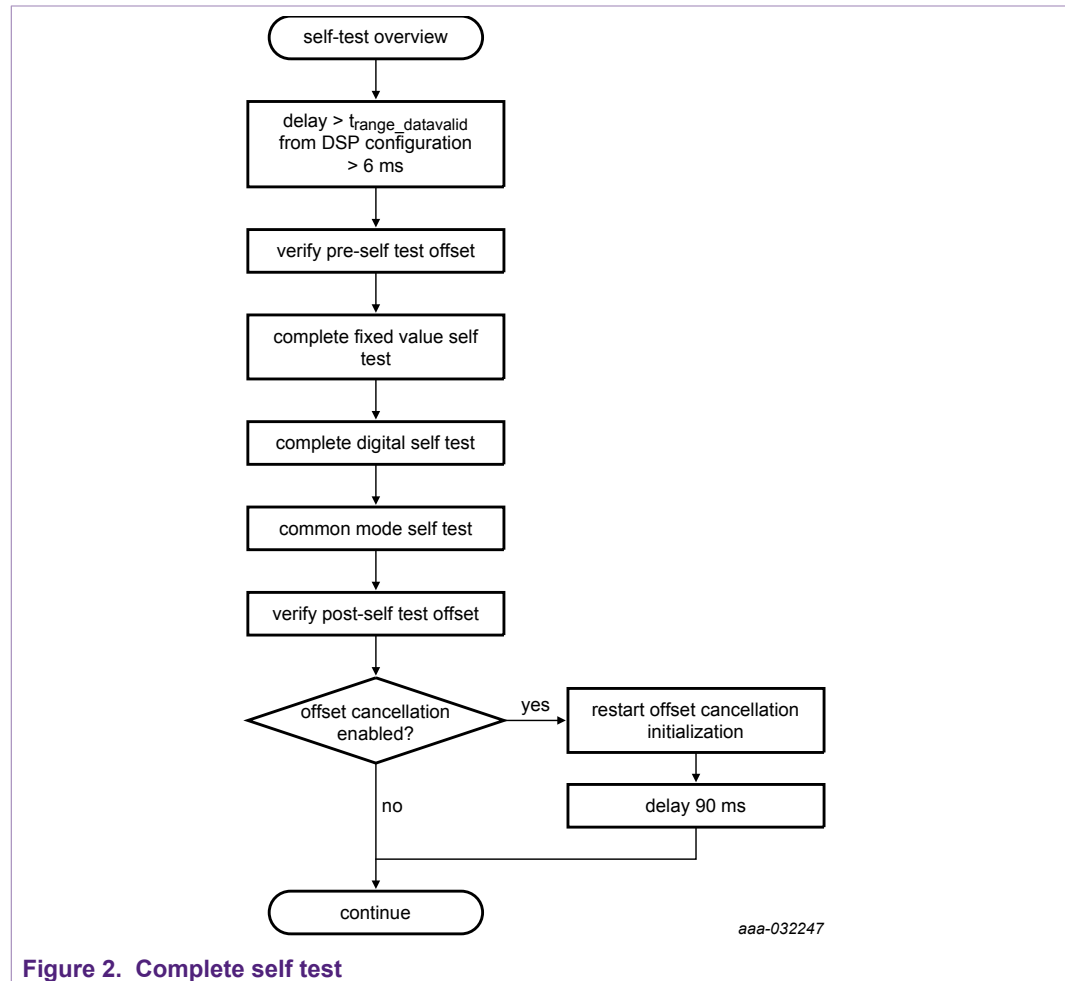 self-test overview
delay > trange_datavalid
from DSP configuration
> 6 ms
verify pre-self test offset
complete fixed value self
test
complete digital self test
common mode self test
verify post-self test offset
offset cancellation
enabled?
yes
restart offset cancellation
initialization
no
delay 90 ms
continue
aaa-032247
Figure 2. Complete self test